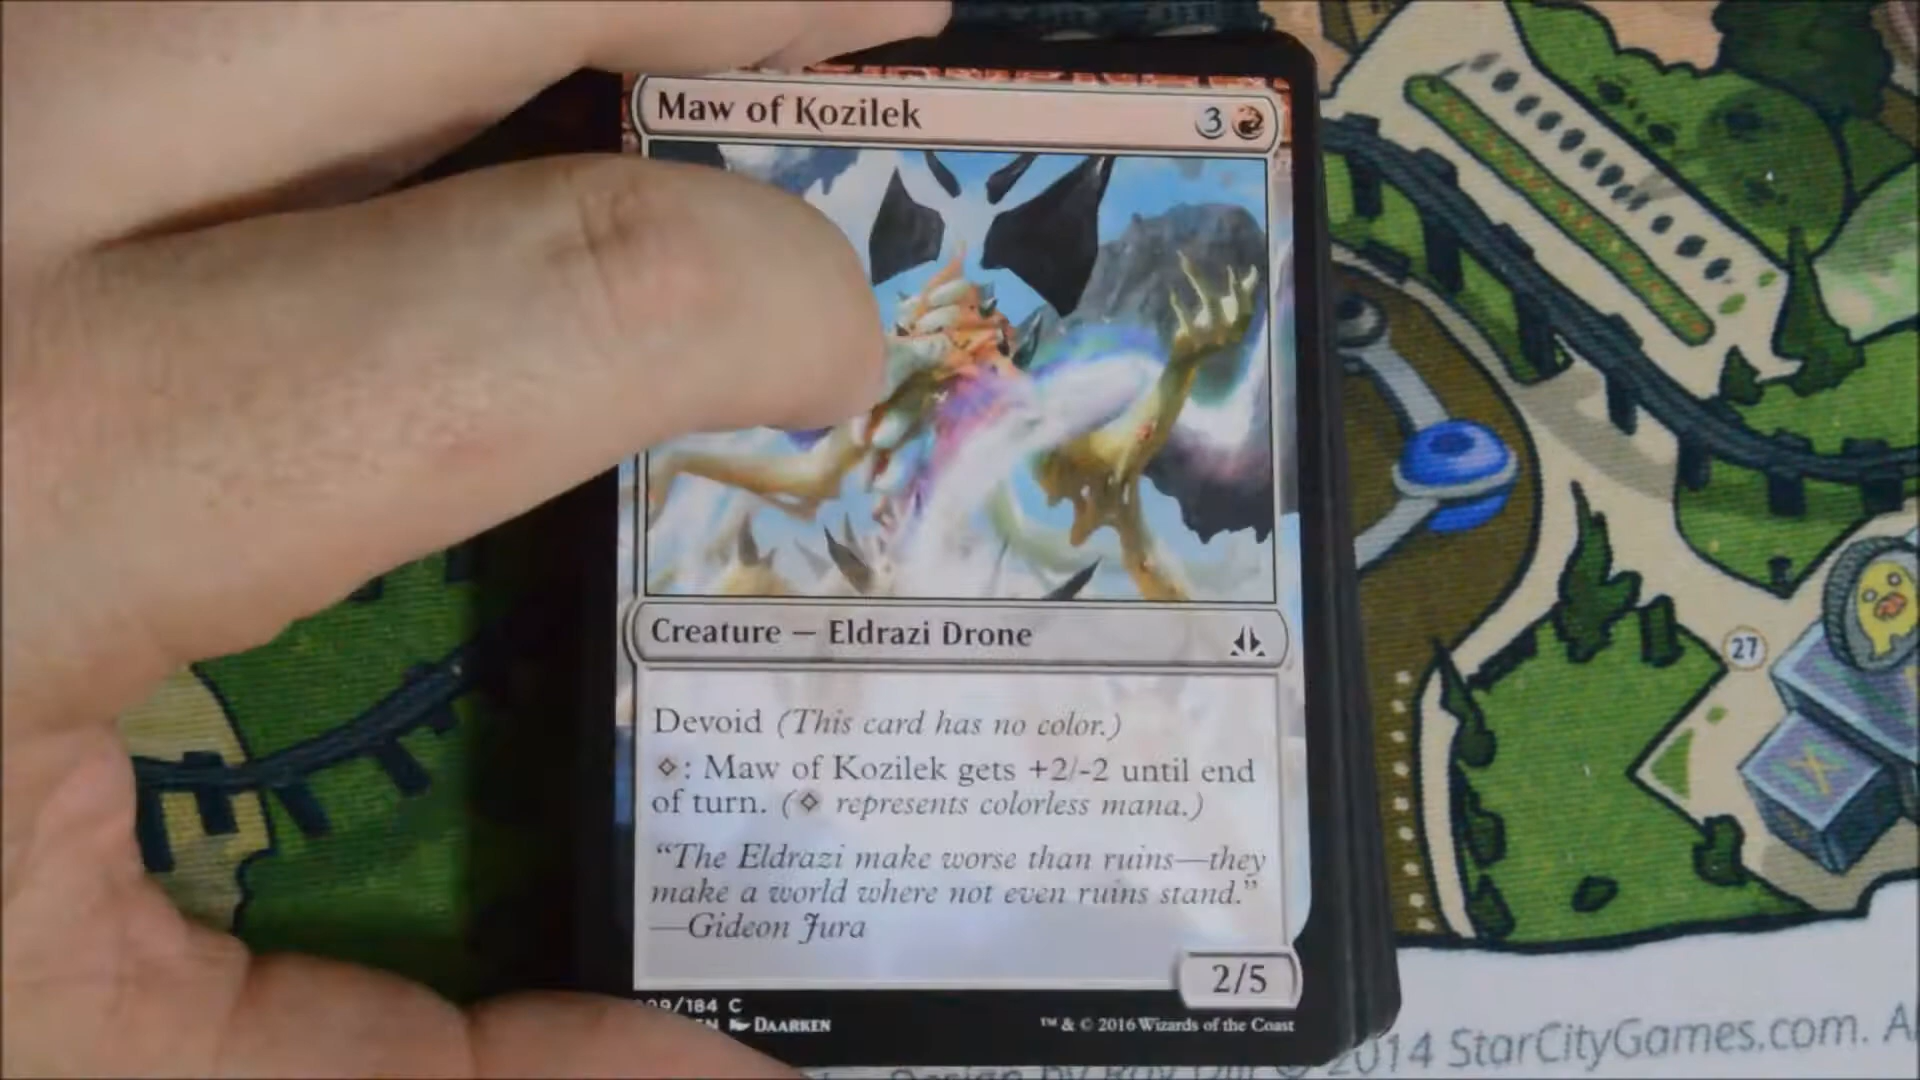 Maw of Kozilek 3
Creature — Eldrazi Drone
Devoid (This card has no color.)
: Maw of Kozilek gets +2/-2 until end
of turn. ( represents colorless mana.)
“The Eldrazi make worse than ruins—they
make a world where not even ruins stand.”
—Gideon Jura
2/5
/184 C
DAARKEN
™ & © 2016 Wizards of the Coast
27
2014 StarCityGames.com. A
Design by